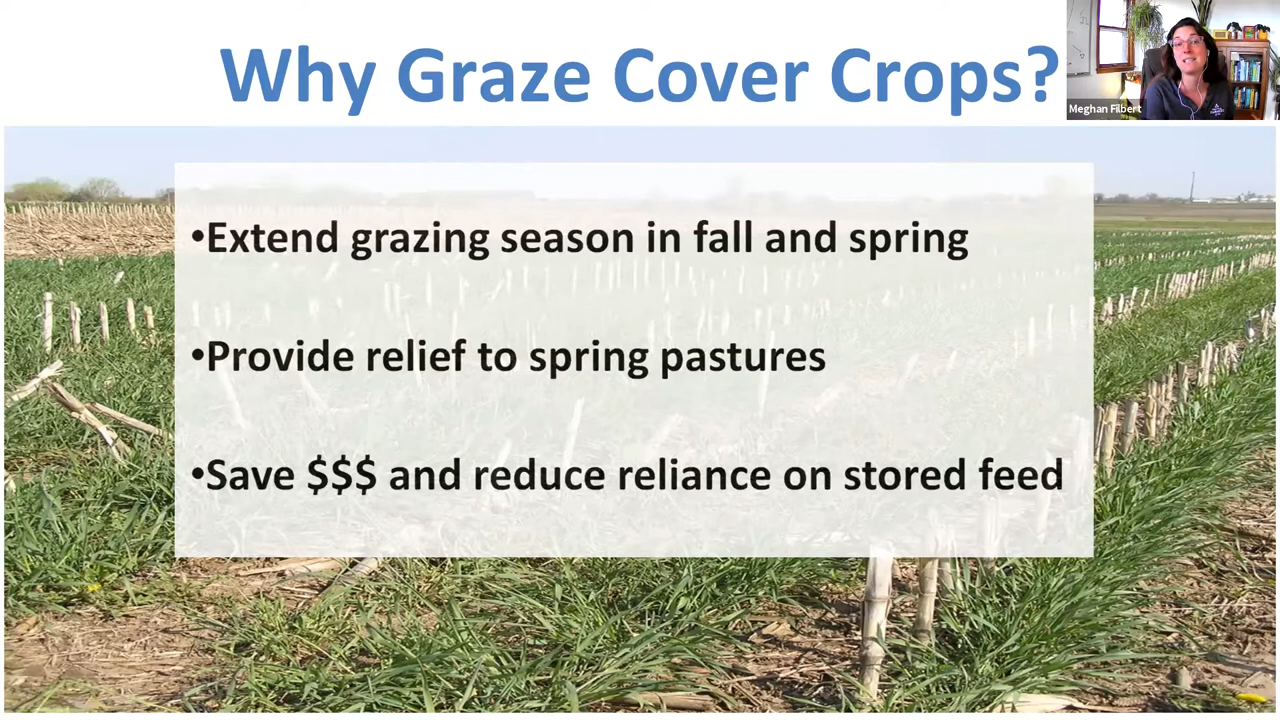 Why Graze Cover Crops?
Meghan Filbert
•Extend grazing season in fall and spring
•Provide relief to spring pastures
•Save $$$ and reduce reliance on stored feed